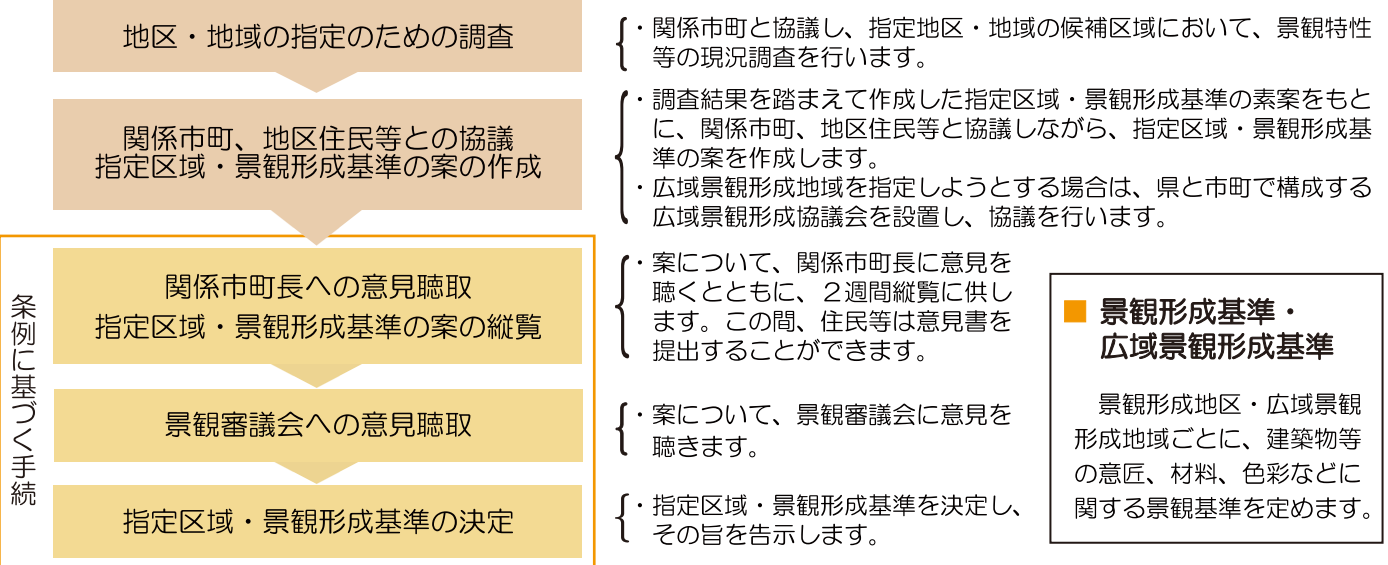 地区・地域の指定のための調査
・関係市町と協議し、指定地区・地域の候補区域において、景観特性
等の現況調査を行います。
関係市町、地区住民等との協議
指定区域・景観形成基準の案の作成
・調査結果を踏まえて作成した指定区域・景観形成基準の素案をもと
に、関係市町、地区住民等と協議しながら、指定区域・景観形成基
準の案を作成します。
・広域景観形成地域を指定しようとする場合は、県と市町で構成する
広域景観形成協議会を設置し、協議を行います。
条例に基づく手続
関係市町長への意見聴取
指定区域・景観形成基準の案の縦覧
・案について、関係市町長に意見を
聴くとともに、２週間縦覧に供し
ます。この間、住民等は意見書を
提出することができます。
景観審議会への意見聴取
・案について、景観審議会に意見を
聴きます。
指定区域・景観形成基準の決定
・指定区域・景観形成基準を決定し、
その旨を告示します。
■ 景観形成基準・
広域景観形成基準
景観形成地区・広域景観
形成地域ごとに、建築物等
の意匠、材料、色彩などに
関する景観基準を定めます。